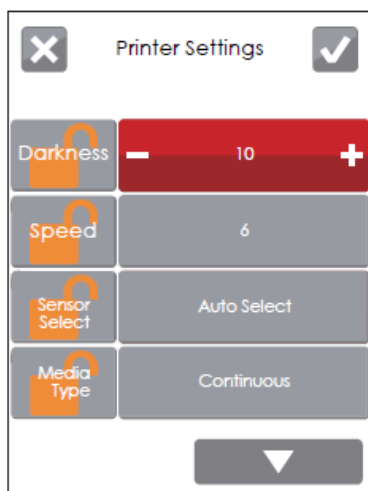 Printer Settings
Darkness
10
Speed
6
Sensor
Select
Auto Select
Media
Type
Continuous